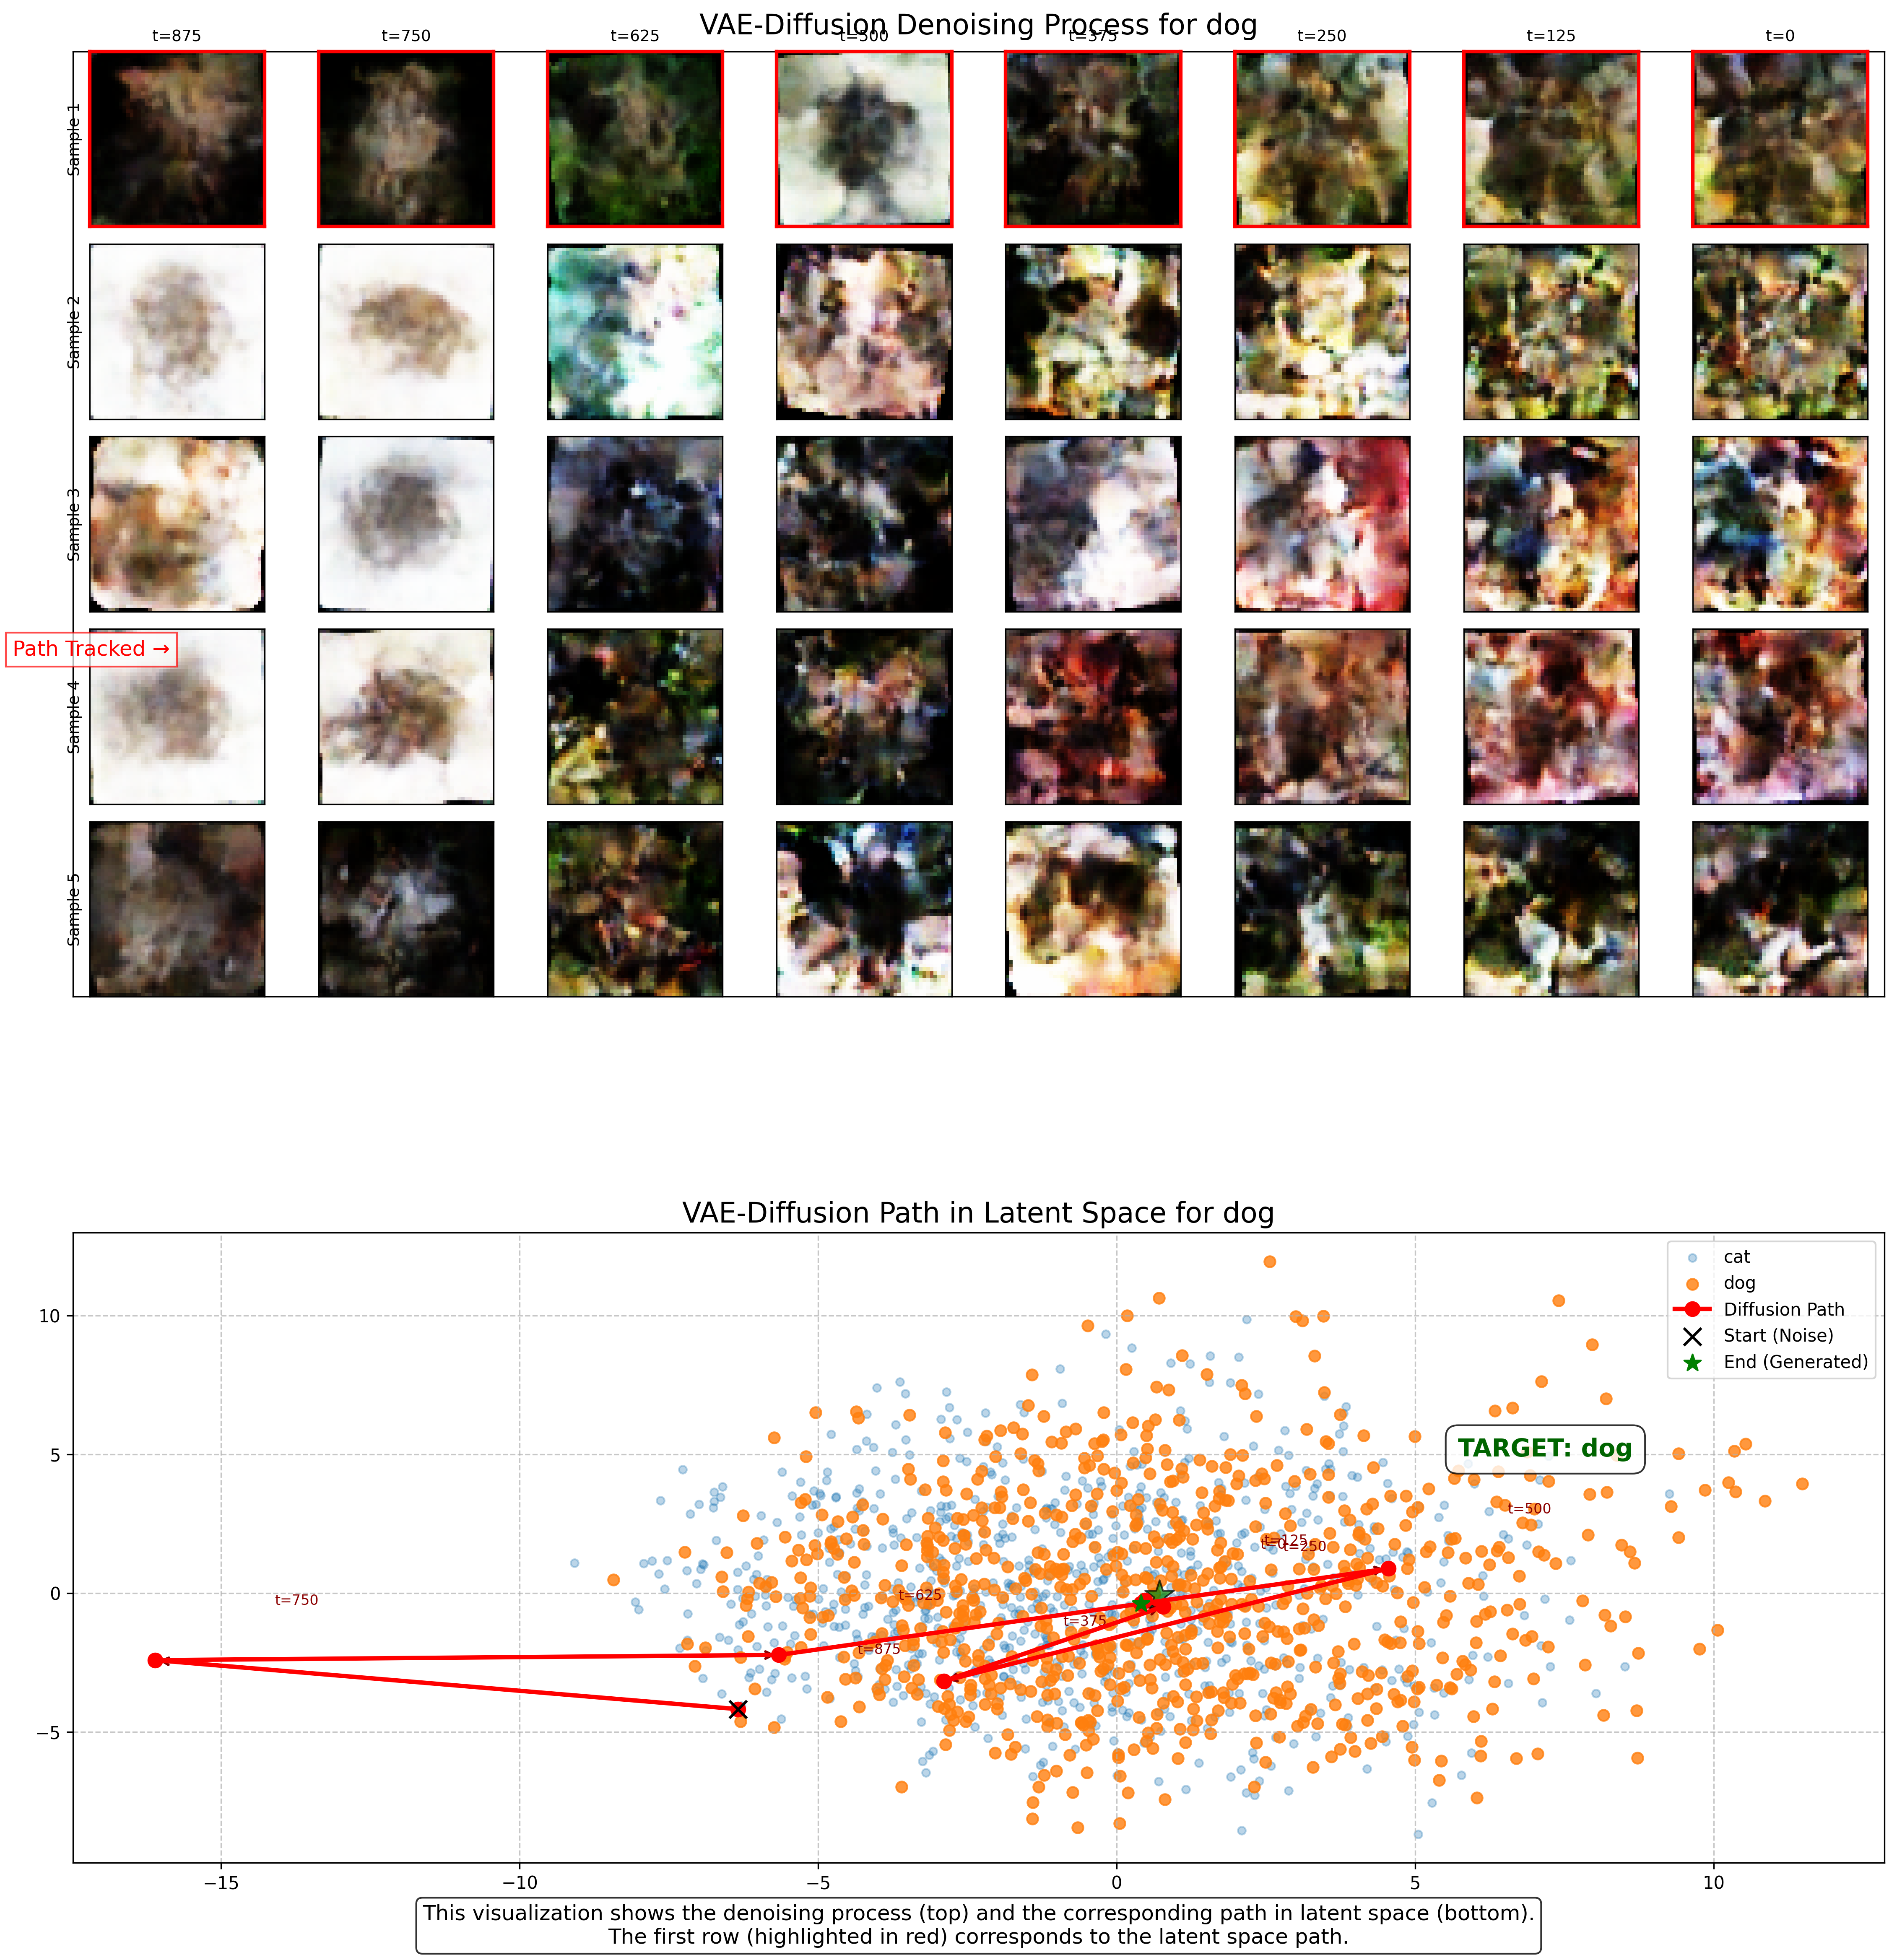 VAE-Diffusion Denoising Process for dog
t=875
t=750
t=625
t=500
t=375
t=250
t=125
t=0
Sample 1
Sample 2
Sample 3
Path Tracked →
Sample 4
Sample 5
VAE-Diffusion Path in Latent Space for dog
cat
dog
Diffusion Path
Start (Noise)
End (Generated)
TARGET: dog
t=500
t=125
t=0
t=250
t=750
t=625
t=375
t=875
10
5
0
−5
−15
−10
−5
0
5
10
This visualization shows the denoising process (top) and the corresponding path in latent space (bottom).
The first row (highlighted in red) corresponds to the latent space path.